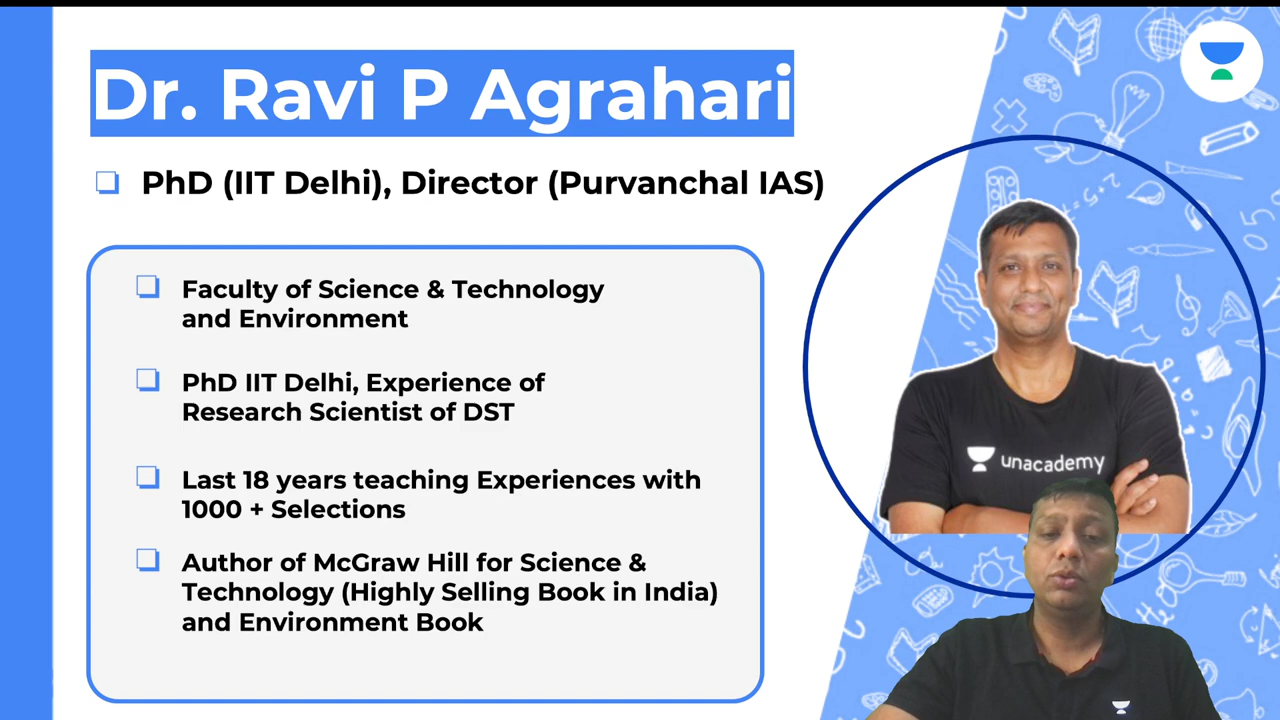 Dr. Ravi P Agrahari
PhD (IIT Delhi), Director (Purvanchal IAS)
Faculty of Science & Technology
and Environment
PhD IIT Delhi, Experience of
Research Scientist of DST
Last 18 years teaching Experiences with
1000 + Selections
Author of McGraw Hill for Science &
Technology (Highly Selling Book in India)
and Environment Book
unacademy